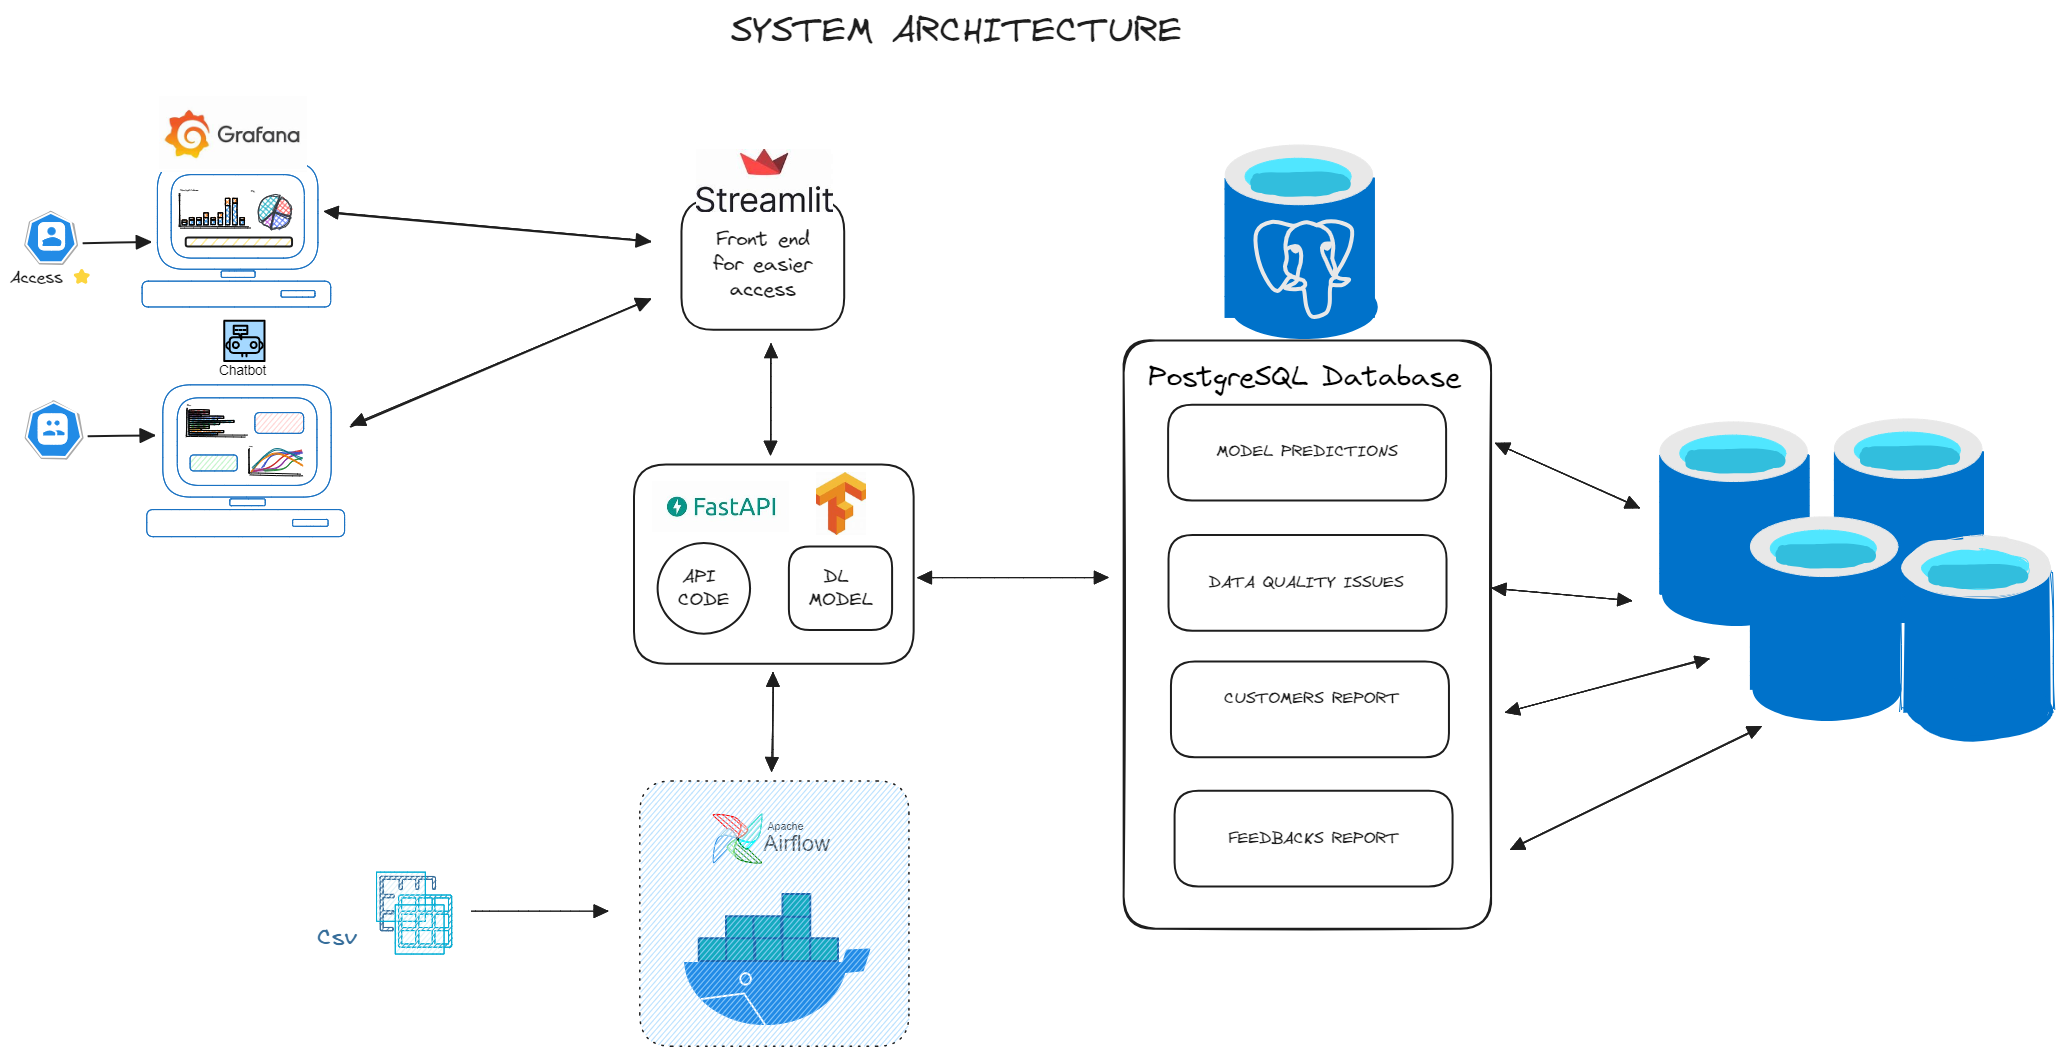 SYSTEM ARCHITECTURE
Grafana
Access
Chatbot
Streamlit
Front end
for easier
access
FastAPI
API
CODE
DL
MODEL
Apache
Airflow
Csv
PostgreSQL Database
MODEL PREDICTIONS
DATA QUALITY ISSUES
CUSTOMERS REPORT
FEEDBACKS REPORT